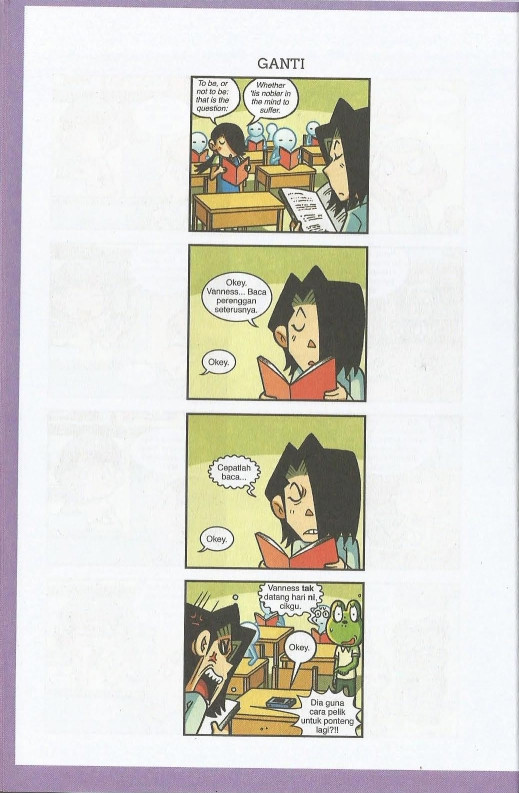 GANTI
To be, or
not to be:
that is the
question:
Whether
'tis nobler in
the mind to
suffer.
Okey.
Vanness... Baca
perenggan
seterusnya.
Okey.
Cepatlah
baca...
Okey.
Vanness tak
datang hari ni,
cikgu.
Okey.
Dia guna
cara pelik
untuk ponteng
lagi?!!